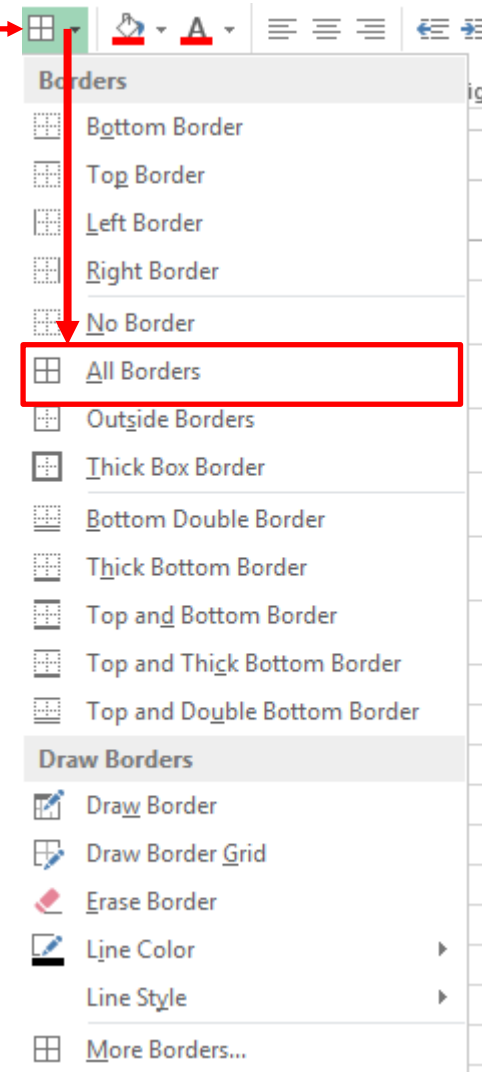 Borders
Bottom Border
Top Border
Left Border
Right Border
No Border
All Borders
Outside Borders
Thick Box Border
Bottom Double Border
Thick Bottom Border
Top and Bottom Border
Top and Thick Bottom Border
Top and Double Bottom Border
Draw Borders
Draw Border
Draw Border Grid
Erase Border
Line Color
Line Style
More Borders...